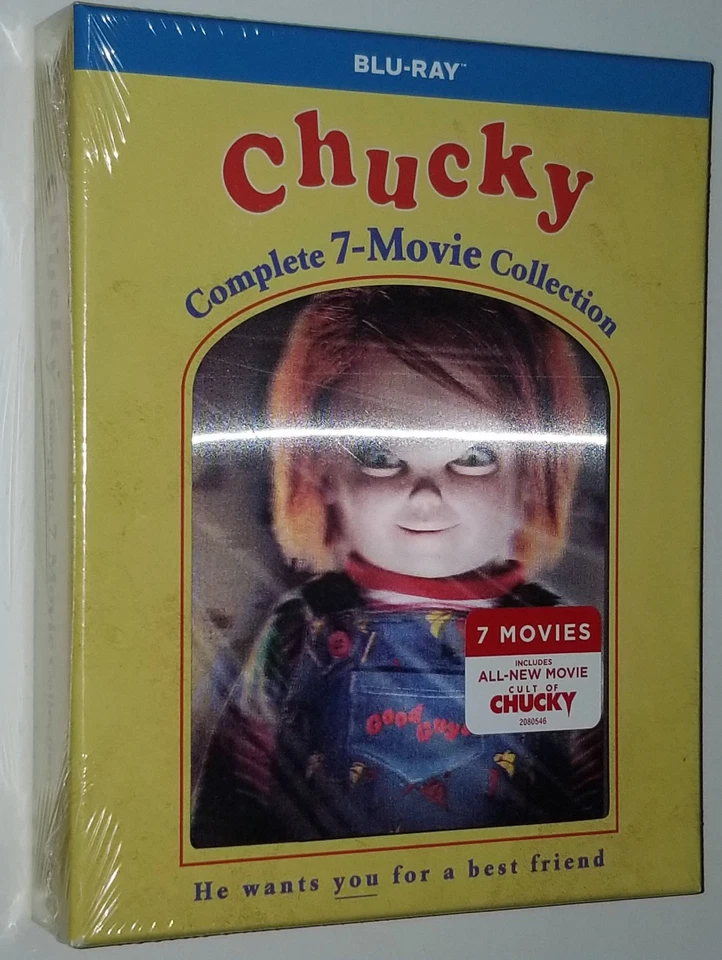 BLU-RAY™
Chucky
Complete 7-Movie Collection
Good Guys
7 MOVIES
INCLUDES
ALL-NEW MOVIE
CULT OF
CHUCKY
2080546
He wants you for a best friend